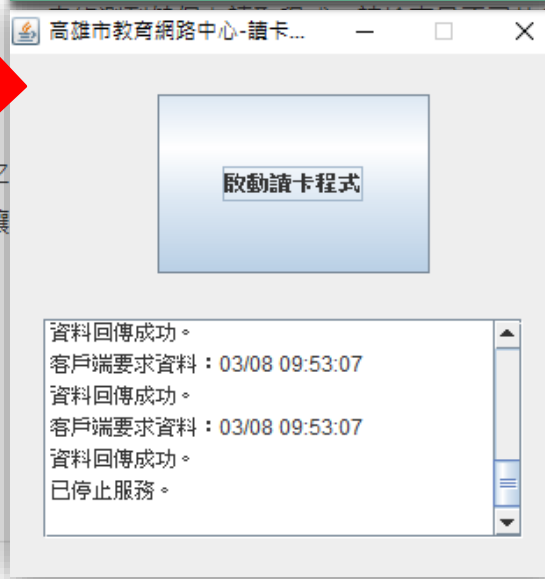 高雄市教育網路中心-讀卡...
啟動讀卡程式
資料回傳成功。
客戶端要求資料：03/08 09:53:07
資料回傳成功。
客戶端要求資料：03/08 09:53:07
資料回傳成功。
已停止服務。